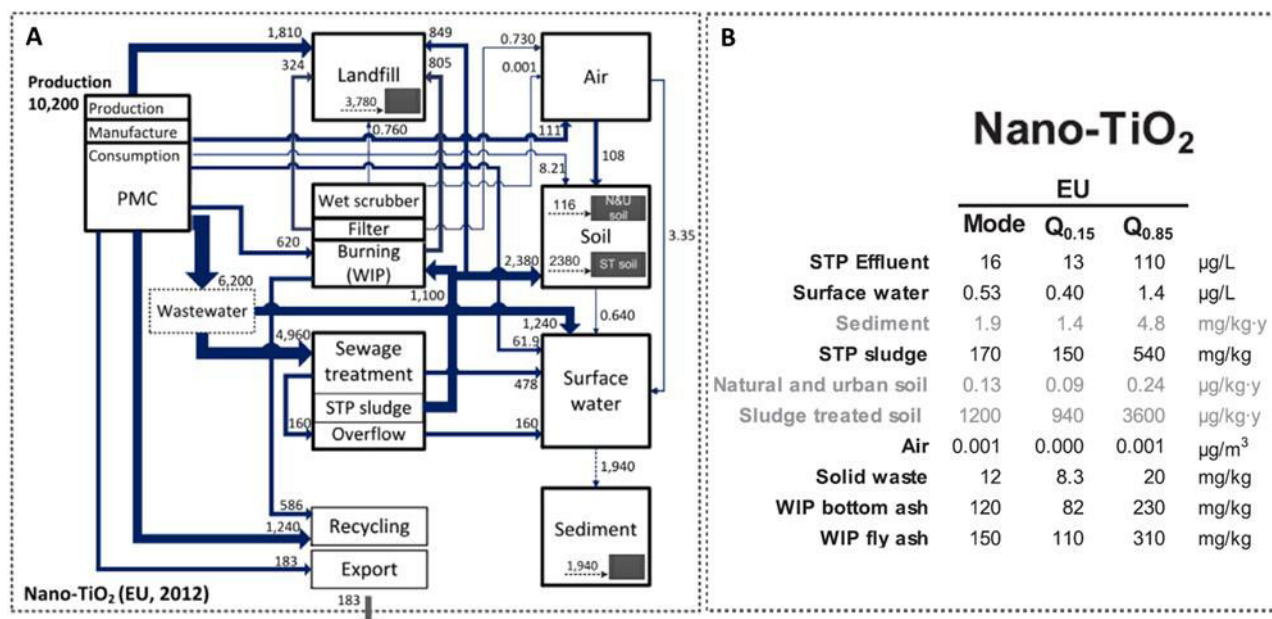 A
1,810
849
0.730
324
805
0.001
Production
10,200
Production
Manufacture
Consumption
PMC
Landfill
3,780
0.760
Air
111
108
8.21
Wet scrubber
Filter
Burning
(WIP)
620
116
N&U
soil
Soil
2380
ST soil
2,380
3.35
6,200
Wastewater
1,100
1,240
0.640
4,960
61.9
Sewage
treatment
STP sludge
Overflow
478
160
160
Surface
water
1,940
586
Recycling
1,240
183
Export
Sediment
1,940
Nano-TiO2 (EU, 2012)
183
B
Nano-TiO2
EU
Mode Q0.15 Q0.85
STP Effluent 16 13 110 µg/L
Surface water 0.53 0.40 1.4 µg/L
Sediment 1.9 1.4 4.8 mg/kg·y
STP sludge 170 150 540 mg/kg
Natural and urban soil 0.13 0.09 0.24 µg/kg·y
Sludge treated soil 1200 940 3600 µg/kg·y
Air 0.001 0.000 0.001 µg/m³
Solid waste 12 8.3 20 mg/kg
WIP bottom ash 120 82 230 mg/kg
WIP fly ash 150 110 310 mg/kg